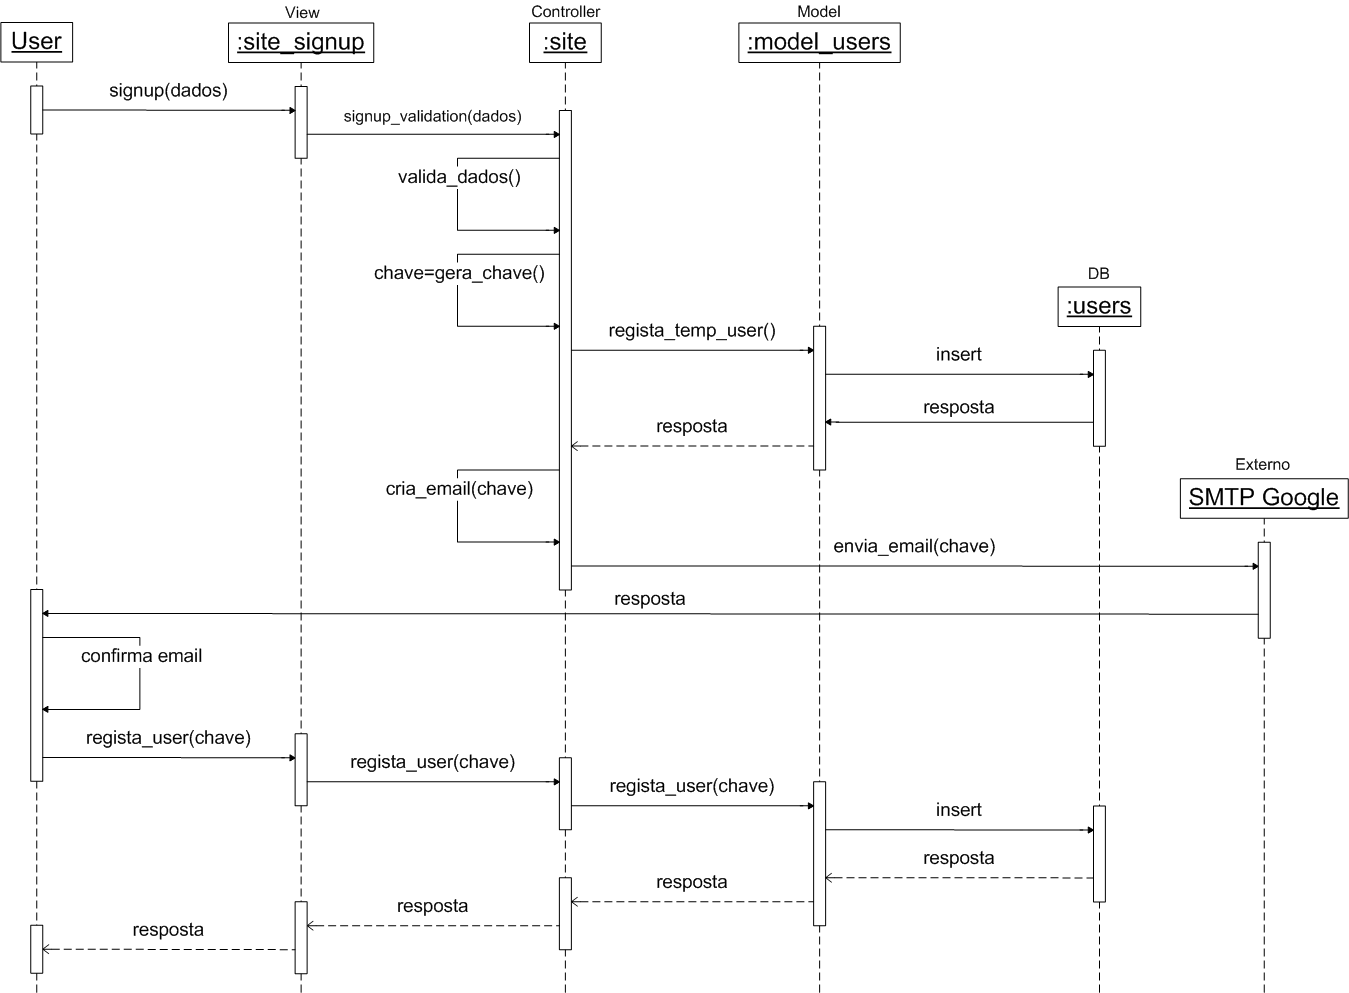 View
Controller
Model
User
:site_signup
:site
:model_users
signup(dados)
signup_validation(dados)
valida_dados()
chave=gera_chave()
DB
:users
regista_temp_user()
insert
resposta
resposta
Externo
SMTP Google
cria_email(chave)
envia_email(chave)
resposta
confirma email
regista_user(chave)
regista_user(chave)
regista_user(chave)
insert
resposta
resposta
resposta
resposta